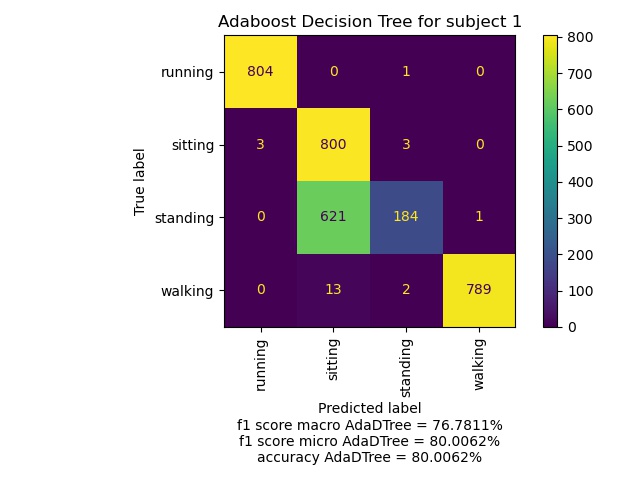 Adaboost Decision Tree for subject 1
running 804 0 1 0
sitting 3 800 3 0
standing 0 621 184 1
walking 0 13 2 789
True label
running sitting standing walking
Predicted label
800
700
600
500
400
300
200
100
0
f1 score macro AdaDTree = 76.7811%
f1 score micro AdaDTree = 80.0062%
accuracy AdaDTree = 80.0062%